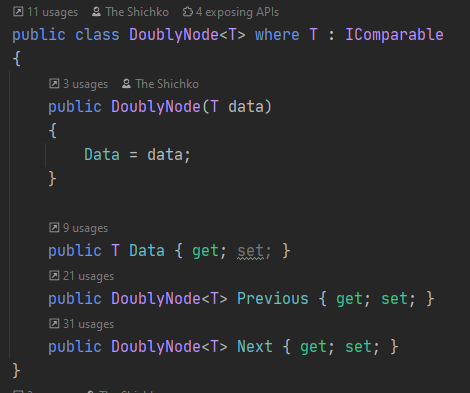 11 usages The Shichko 4 exposing APIs
public class DoublyNode<T> where T : IComparable
{
3 usages The Shichko
public DoublyNode(T data)
{
Data = data;
}
9 usages
public T Data { get; set; }
21 usages
public DoublyNode<T> Previous { get; set; }
31 usages
public DoublyNode<T> Next { get; set; }
}
The Shichko